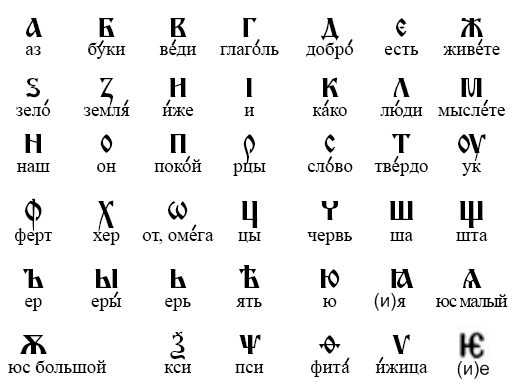 А Б В Г Д Є Ж
аз бу́ки ве́ди глаго́ль добро́ есть живе́те
Ѕ Ꙁ И І К Л М
зело́ земля́ и́же и ка́ко лю́ди мысле́те
Н О П Р С Т ОУ
наш он поко́й рцы сло́во тве́рдо ук
Ф Х Ѡ Ц Ч Ш Щ
ферт хер от, оме́га цы червь ша шта
Ъ Ꙑ Ь Ѣ Ю Ꙗ Ѧ
ер еры́ ерь ять ю (и)я юс малый
Ѫ Ѯ Ѱ Ѳ Ѵ Ѥ
юс большой кси пси фита́ и́жица (и)е